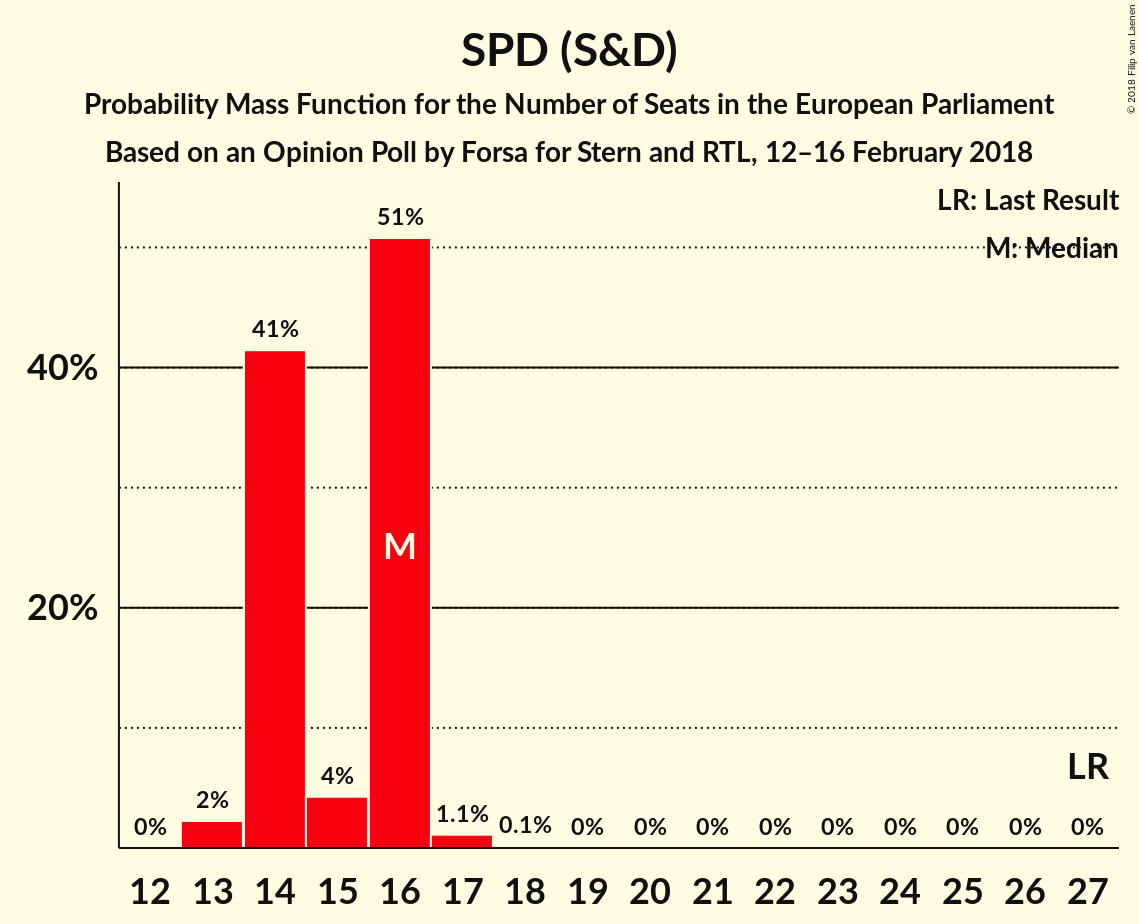 SPD (S&D)
Probability Mass Function for the Number of Seats in the European Parliament
Based on an Opinion Poll by Forsa for Stern and RTL, 12–16 February 2018
© 2018 Filip van Laenen
LR: Last Result
M: Median
40%
20%
0%
2%
41%
4%
51%
M
1.1%
0.1%
0%
0%
0%
0%
0%
0%
0%
0%
0%
LR
12 13 14 15 16 17 18 19 20 21 22 23 24 25 26 27